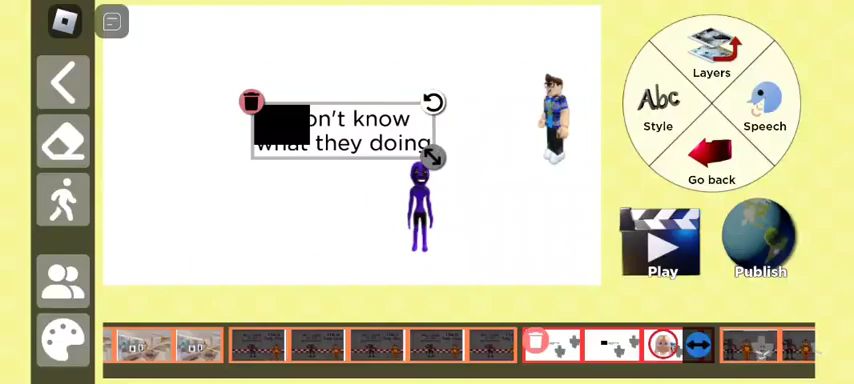 on't know
what they doing
Layers
Abc
Style
Speech
Go back
Play
Publish